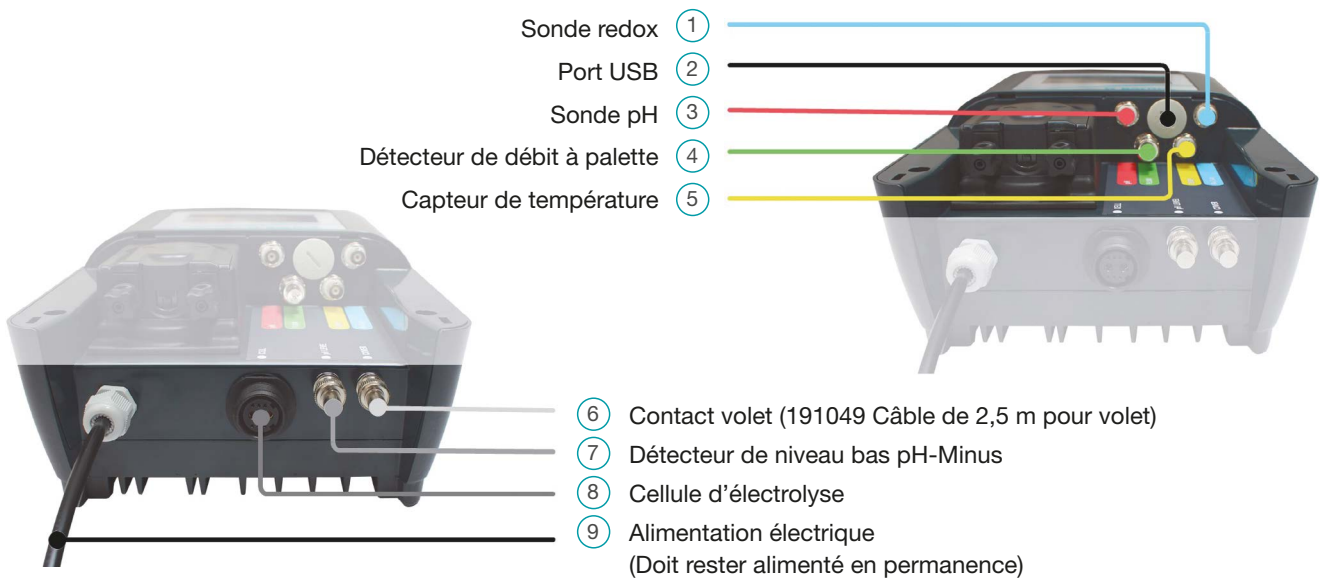 Sonde redox 1
Port USB 2
Sonde pH 3
Détecteur de débit à palette 4
Capteur de température 5
6 Contact volet (191049 Câble de 2,5 m pour volet)
7 Détecteur de niveau bas pH-Minus
8 Cellule d'électrolyse
9 Alimentation électrique
(Doit rester alimenté en permanence)